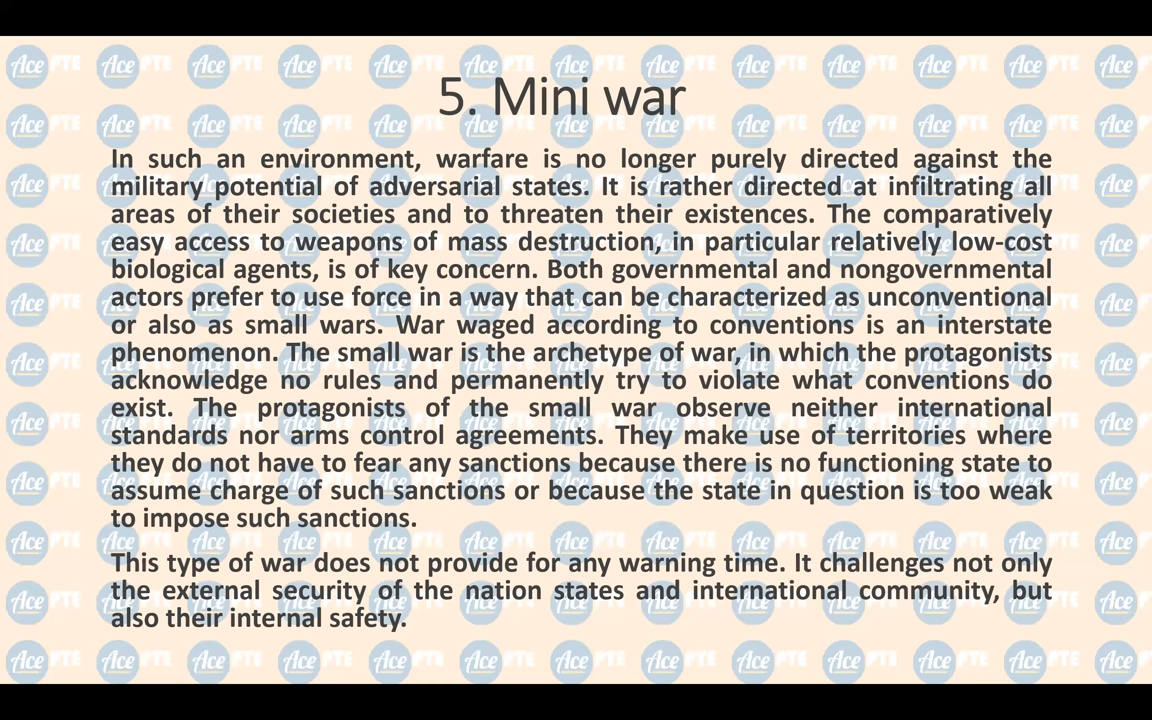 5. Mini war
In such an environment, warfare is no longer purely directed against the
military potential of adversarial states. It is rather directed at infiltrating all
areas of their societies and to threaten their existences. The comparatively
easy access to weapons of mass destruction, in particular relatively low-cost
biological agents, is of key concern. Both governmental and nongovernmental
actors prefer to use force in a way that can be characterized as unconventional
or also as small wars. War waged according to conventions is an interstate
phenomenon. The small war is the archetype of war, in which the protagonists
acknowledge no rules and permanently try to violate what conventions do
exist. The protagonists of the small war observe neither international
standards nor arms control agreements. They make use of territories where
they do not have to fear any sanctions because there is no functioning state to
assume charge of such sanctions or because the state in question is too weak
to impose such sanctions.
This type of war does not provide for any warning time. It challenges not only
the external security of the nation states and international community, but
also their internal safety.